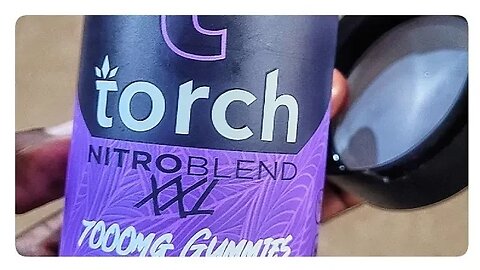 torch
NITROBLEND
XXL
7000MG GUMMIES